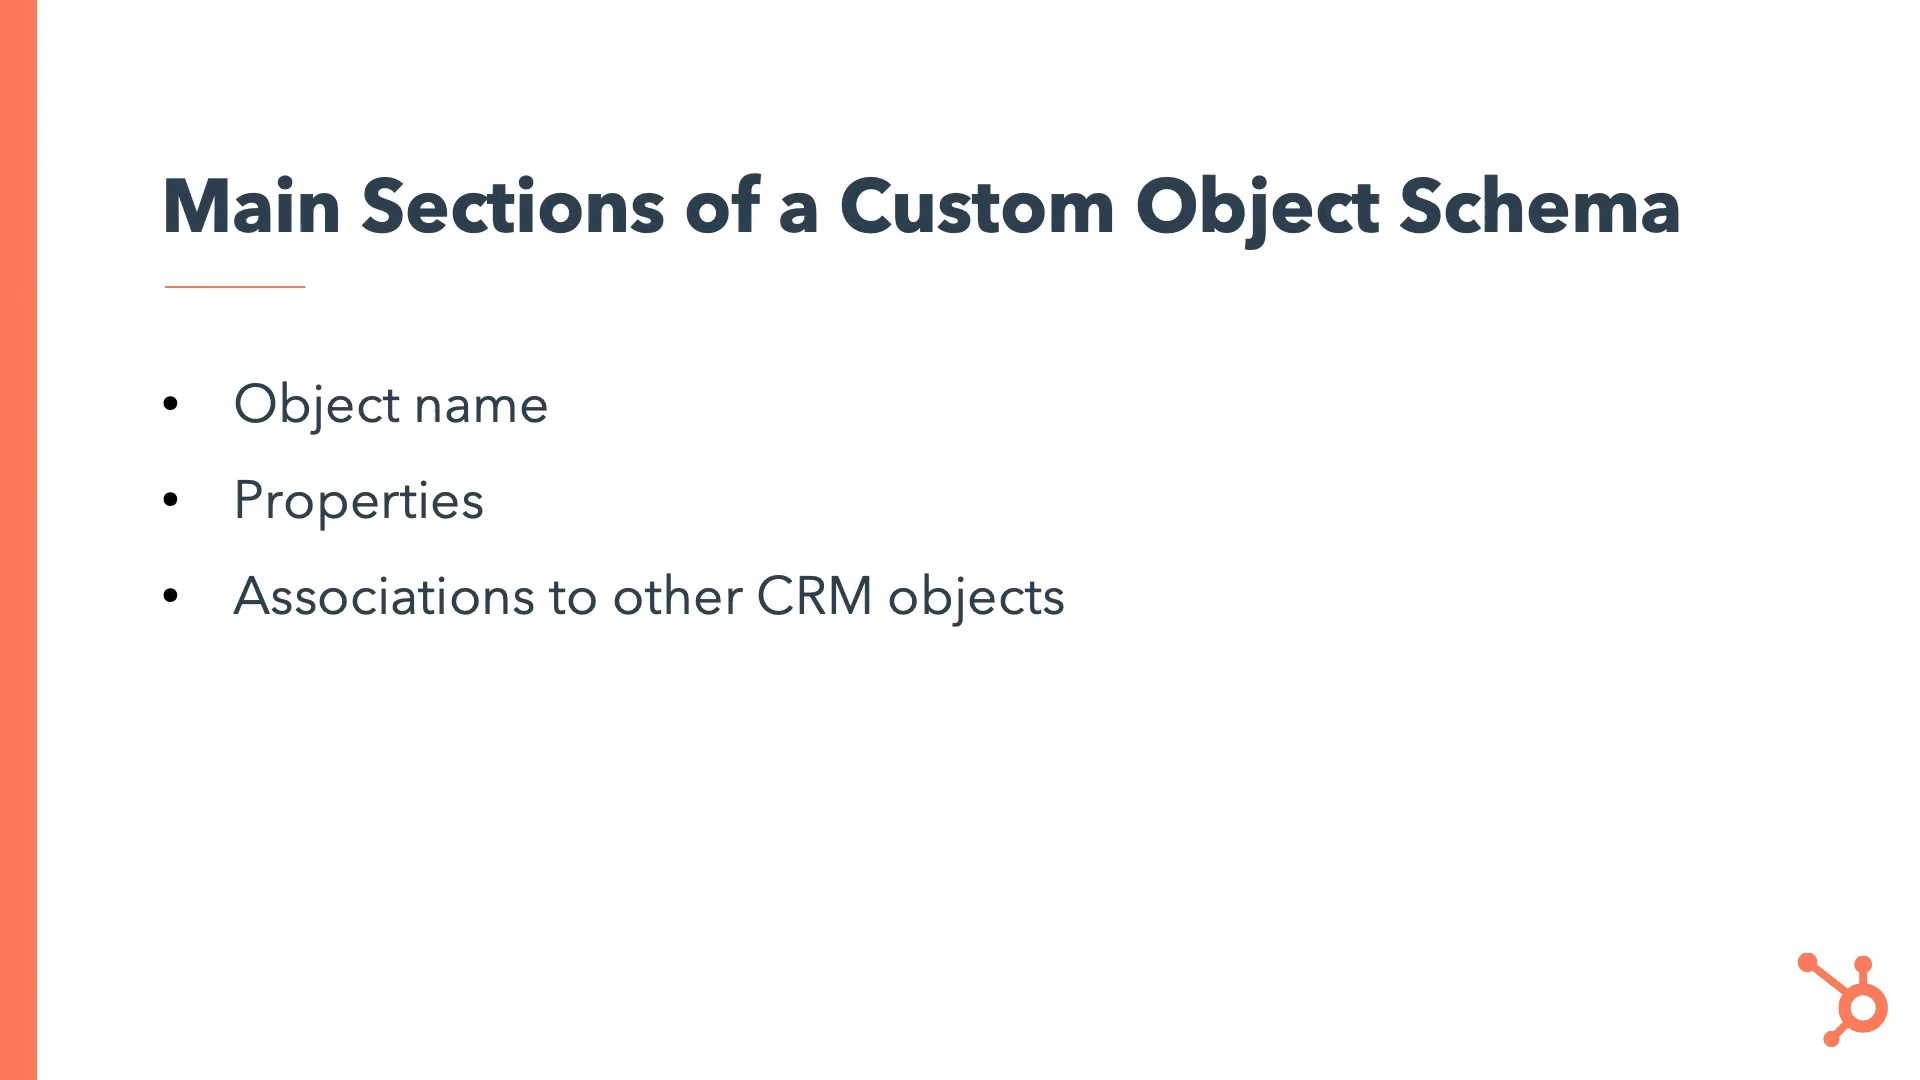 Main Sections of a Custom Object Schema
• Object name
• Properties
• Associations to other CRM objects